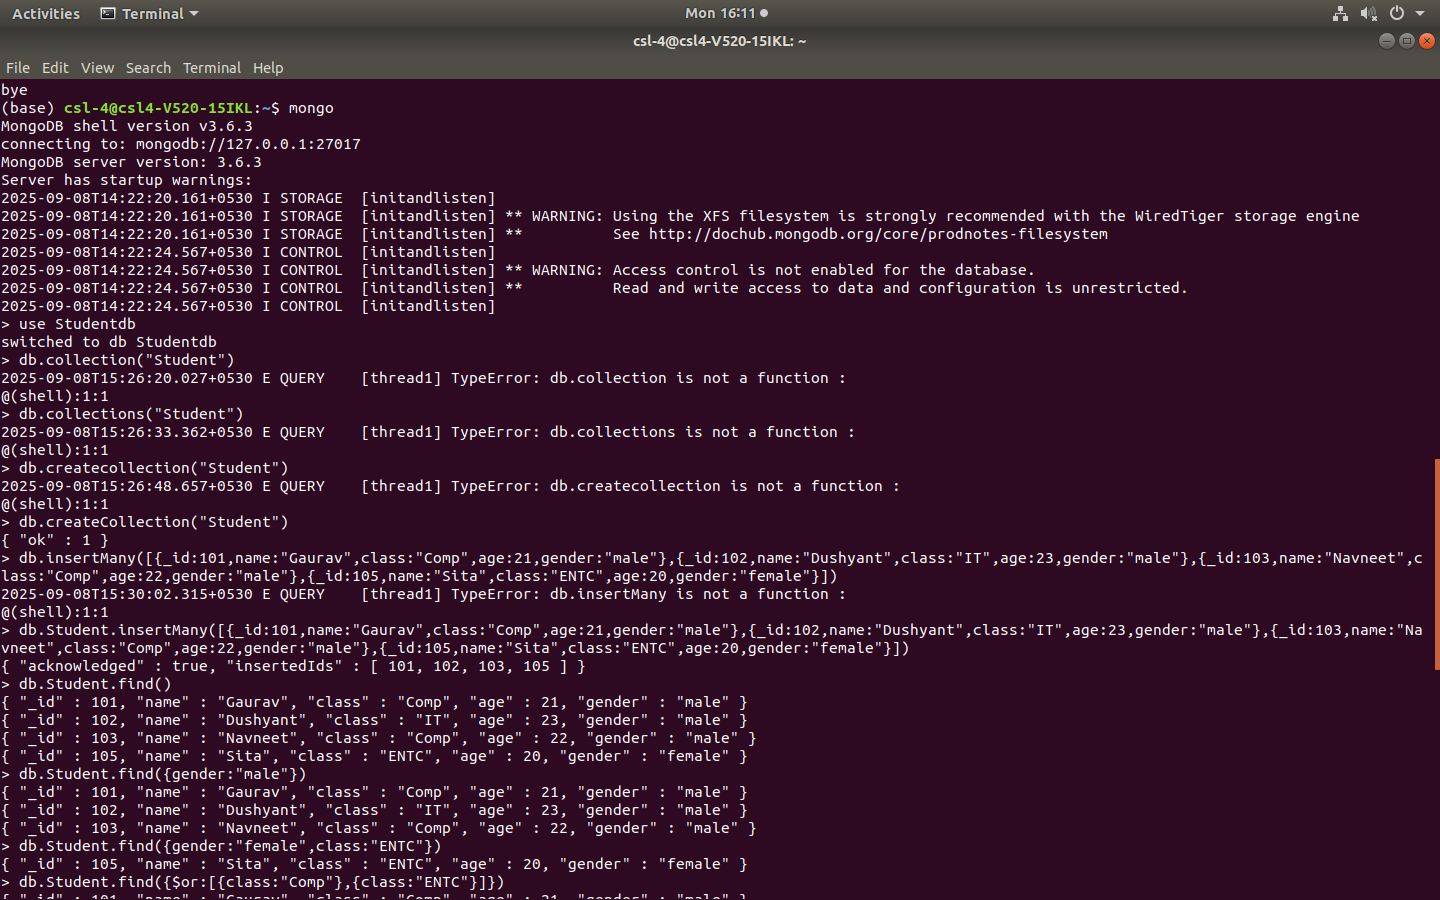 Activities Terminal Mon 16:11
csl-4@csl4-V520-15IKL: ~
File Edit View Search Terminal Help
bye
(base) csl-4@csl4-V520-15IKL:~$ mongo
MongoDB shell version v3.6.3
connecting to: mongodb://127.0.0.1:27017
MongoDB server version: 3.6.3
Server has startup warnings:
2025-09-08T14:22:20.161+0530 I STORAGE  [initandlisten]
2025-09-08T14:22:20.161+0530 I STORAGE  [initandlisten] ** WARNING: Using the XFS filesystem is strongly recommended with the WiredTiger storage engine
2025-09-08T14:22:20.161+0530 I STORAGE  [initandlisten] **          See http://dochub.mongodb.org/core/prodnotes-filesystem
2025-09-08T14:22:24.567+0530 I CONTROL  [initandlisten]
2025-09-08T14:22:24.567+0530 I CONTROL  [initandlisten] ** WARNING: Access control is not enabled for the database.
2025-09-08T14:22:24.567+0530 I CONTROL  [initandlisten] **          Read and write access to data and configuration is unrestricted.
2025-09-08T14:22:24.567+0530 I CONTROL  [initandlisten]
> use Studentdb
switched to db Studentdb
> db.collection("Student")
2025-09-08T15:26:20.027+0530 E QUERY    [thread1] TypeError: db.collection is not a function :
@(shell):1:1
> db.collections("Student")
2025-09-08T15:26:33.362+0530 E QUERY    [thread1] TypeError: db.collections is not a function :
@(shell):1:1
> db.createcollection("Student")
2025-09-08T15:26:48.657+0530 E QUERY    [thread1] TypeError: db.createcollection is not a function :
@(shell):1:1
> db.createCollection("Student")
{ "ok" : 1 }
> db.insertMany([{_id:101,name:"Gaurav",class:"Comp",age:21,gender:"male"},{_id:102,name:"Dushyant",class:"IT",age:23,gender:"male"},{_id:103,name:"Navneet",c
lass:"Comp",age:22,gender:"male"},{_id:105,name:"Sita",class:"ENTC",age:20,gender:"female"}])
2025-09-08T15:30:02.315+0530 E QUERY    [thread1] TypeError: db.insertMany is not a function :
@(shell):1:1
> db.Student.insertMany([{_id:101,name:"Gaurav",class:"Comp",age:21,gender:"male"},{_id:102,name:"Dushyant",class:"IT",age:23,gender:"male"},{_id:103,name:"Na
vneet",class:"Comp",age:22,gender:"male"},{_id:105,name:"Sita",class:"ENTC",age:20,gender:"female"}])
{ "acknowledged" : true, "insertedIds" : [ 101, 102, 103, 105 ] }
> db.Student.find()
{ "_id" : 101, "name" : "Gaurav", "class" : "Comp", "age" : 21, "gender" : "male" }
{ "_id" : 102, "name" : "Dushyant", "class" : "IT", "age" : 23, "gender" : "male" }
{ "_id" : 103, "name" : "Navneet", "class" : "Comp", "age" : 22, "gender" : "male" }
{ "_id" : 105, "name" : "Sita", "class" : "ENTC", "age" : 20, "gender" : "female" }
> db.Student.find({gender:"male"})
{ "_id" : 101, "name" : "Gaurav", "class" : "Comp", "age" : 21, "gender" : "male" }
{ "_id" : 102, "name" : "Dushyant", "class" : "IT", "age" : 23, "gender" : "male" }
{ "_id" : 103, "name" : "Navneet", "class" : "Comp", "age" : 22, "gender" : "male" }
> db.Student.find({gender:"female",class:"ENTC"})
{ "_id" : 105, "name" : "Sita", "class" : "ENTC", "age" : 20, "gender" : "female" }
> db.Student.find({$or:[{class:"Comp"},{class:"ENTC"}]})
{ "_id" : 101, "name" : "Gaurav", "class" : "Comp", "age" : 21, "gender" : "male" }